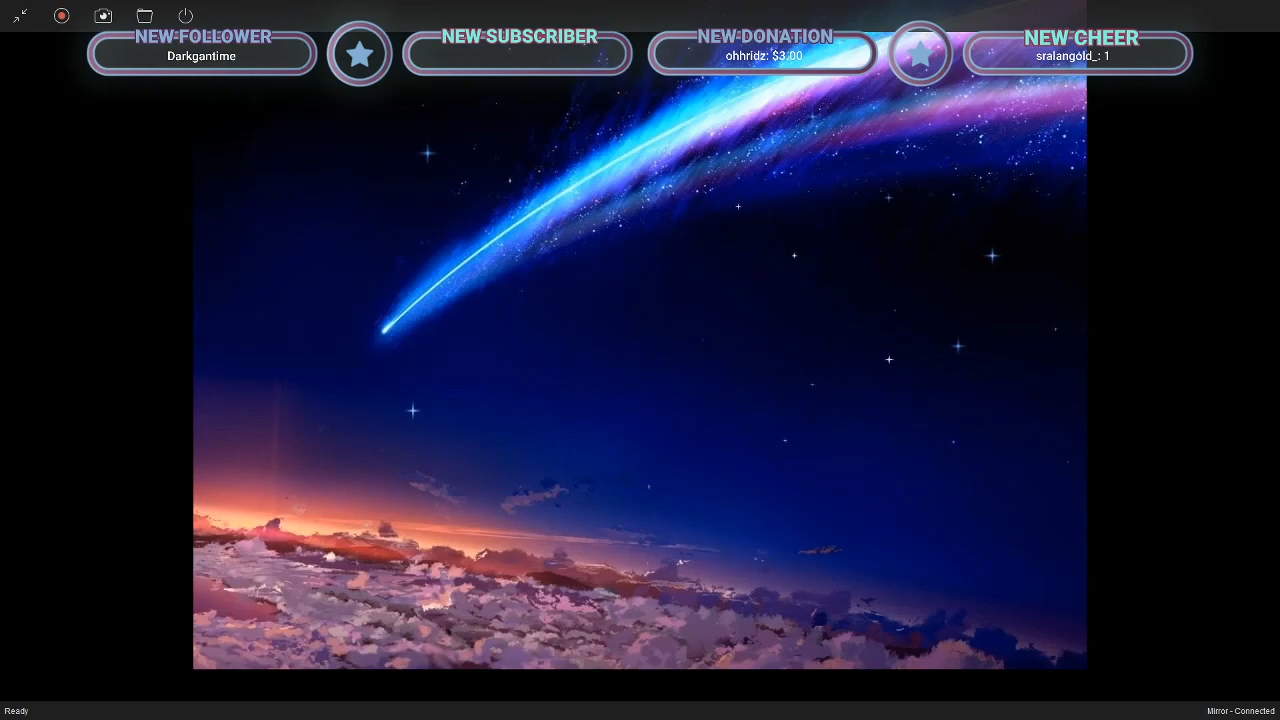 NEW FOLLOWER
Darkgantime
NEW SUBSCRIBER
NEW DONATION
ohhridz: $3.00
NEW CHEER
sralangold_: 1
Ready
Mirror - Connected